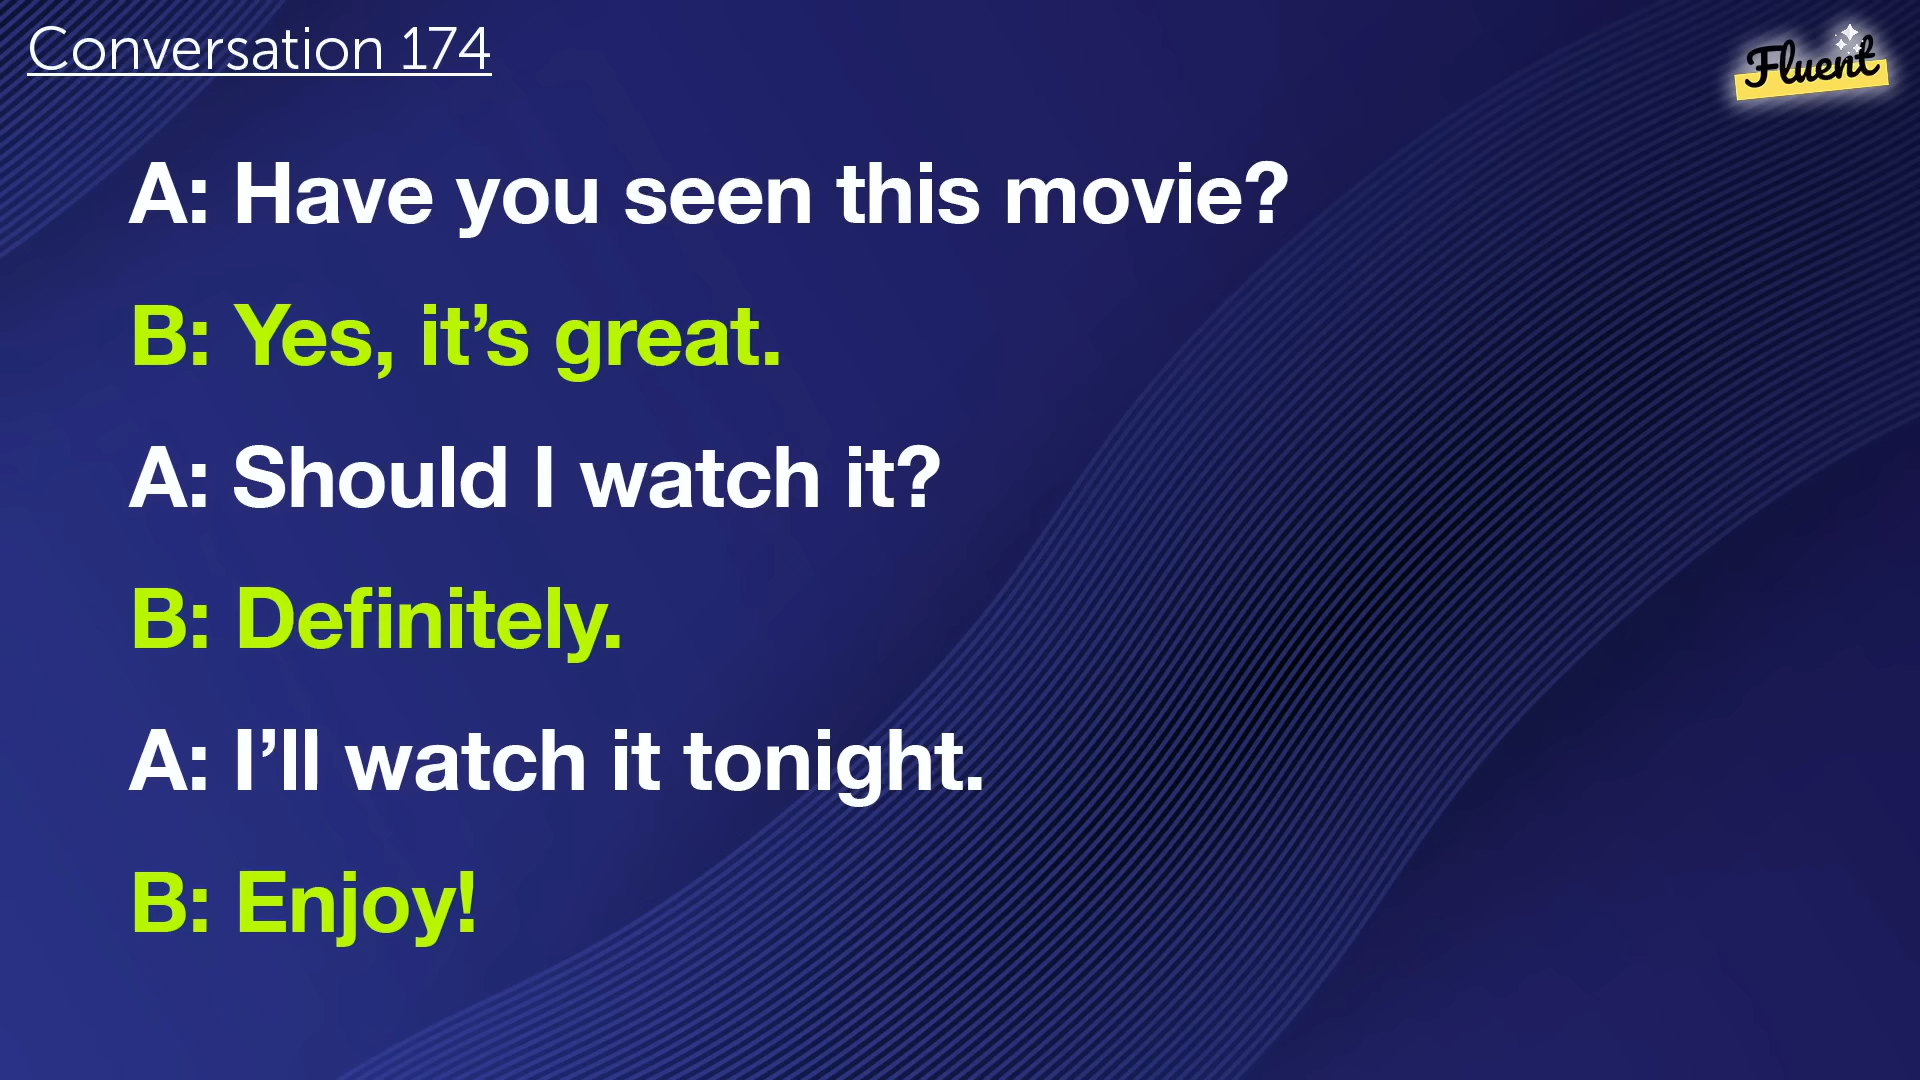 Conversation 174
Fluent
A: Have you seen this movie?
B: Yes, it’s great.
A: Should I watch it?
B: Definitely.
A: I’ll watch it tonight.
B: Enjoy!